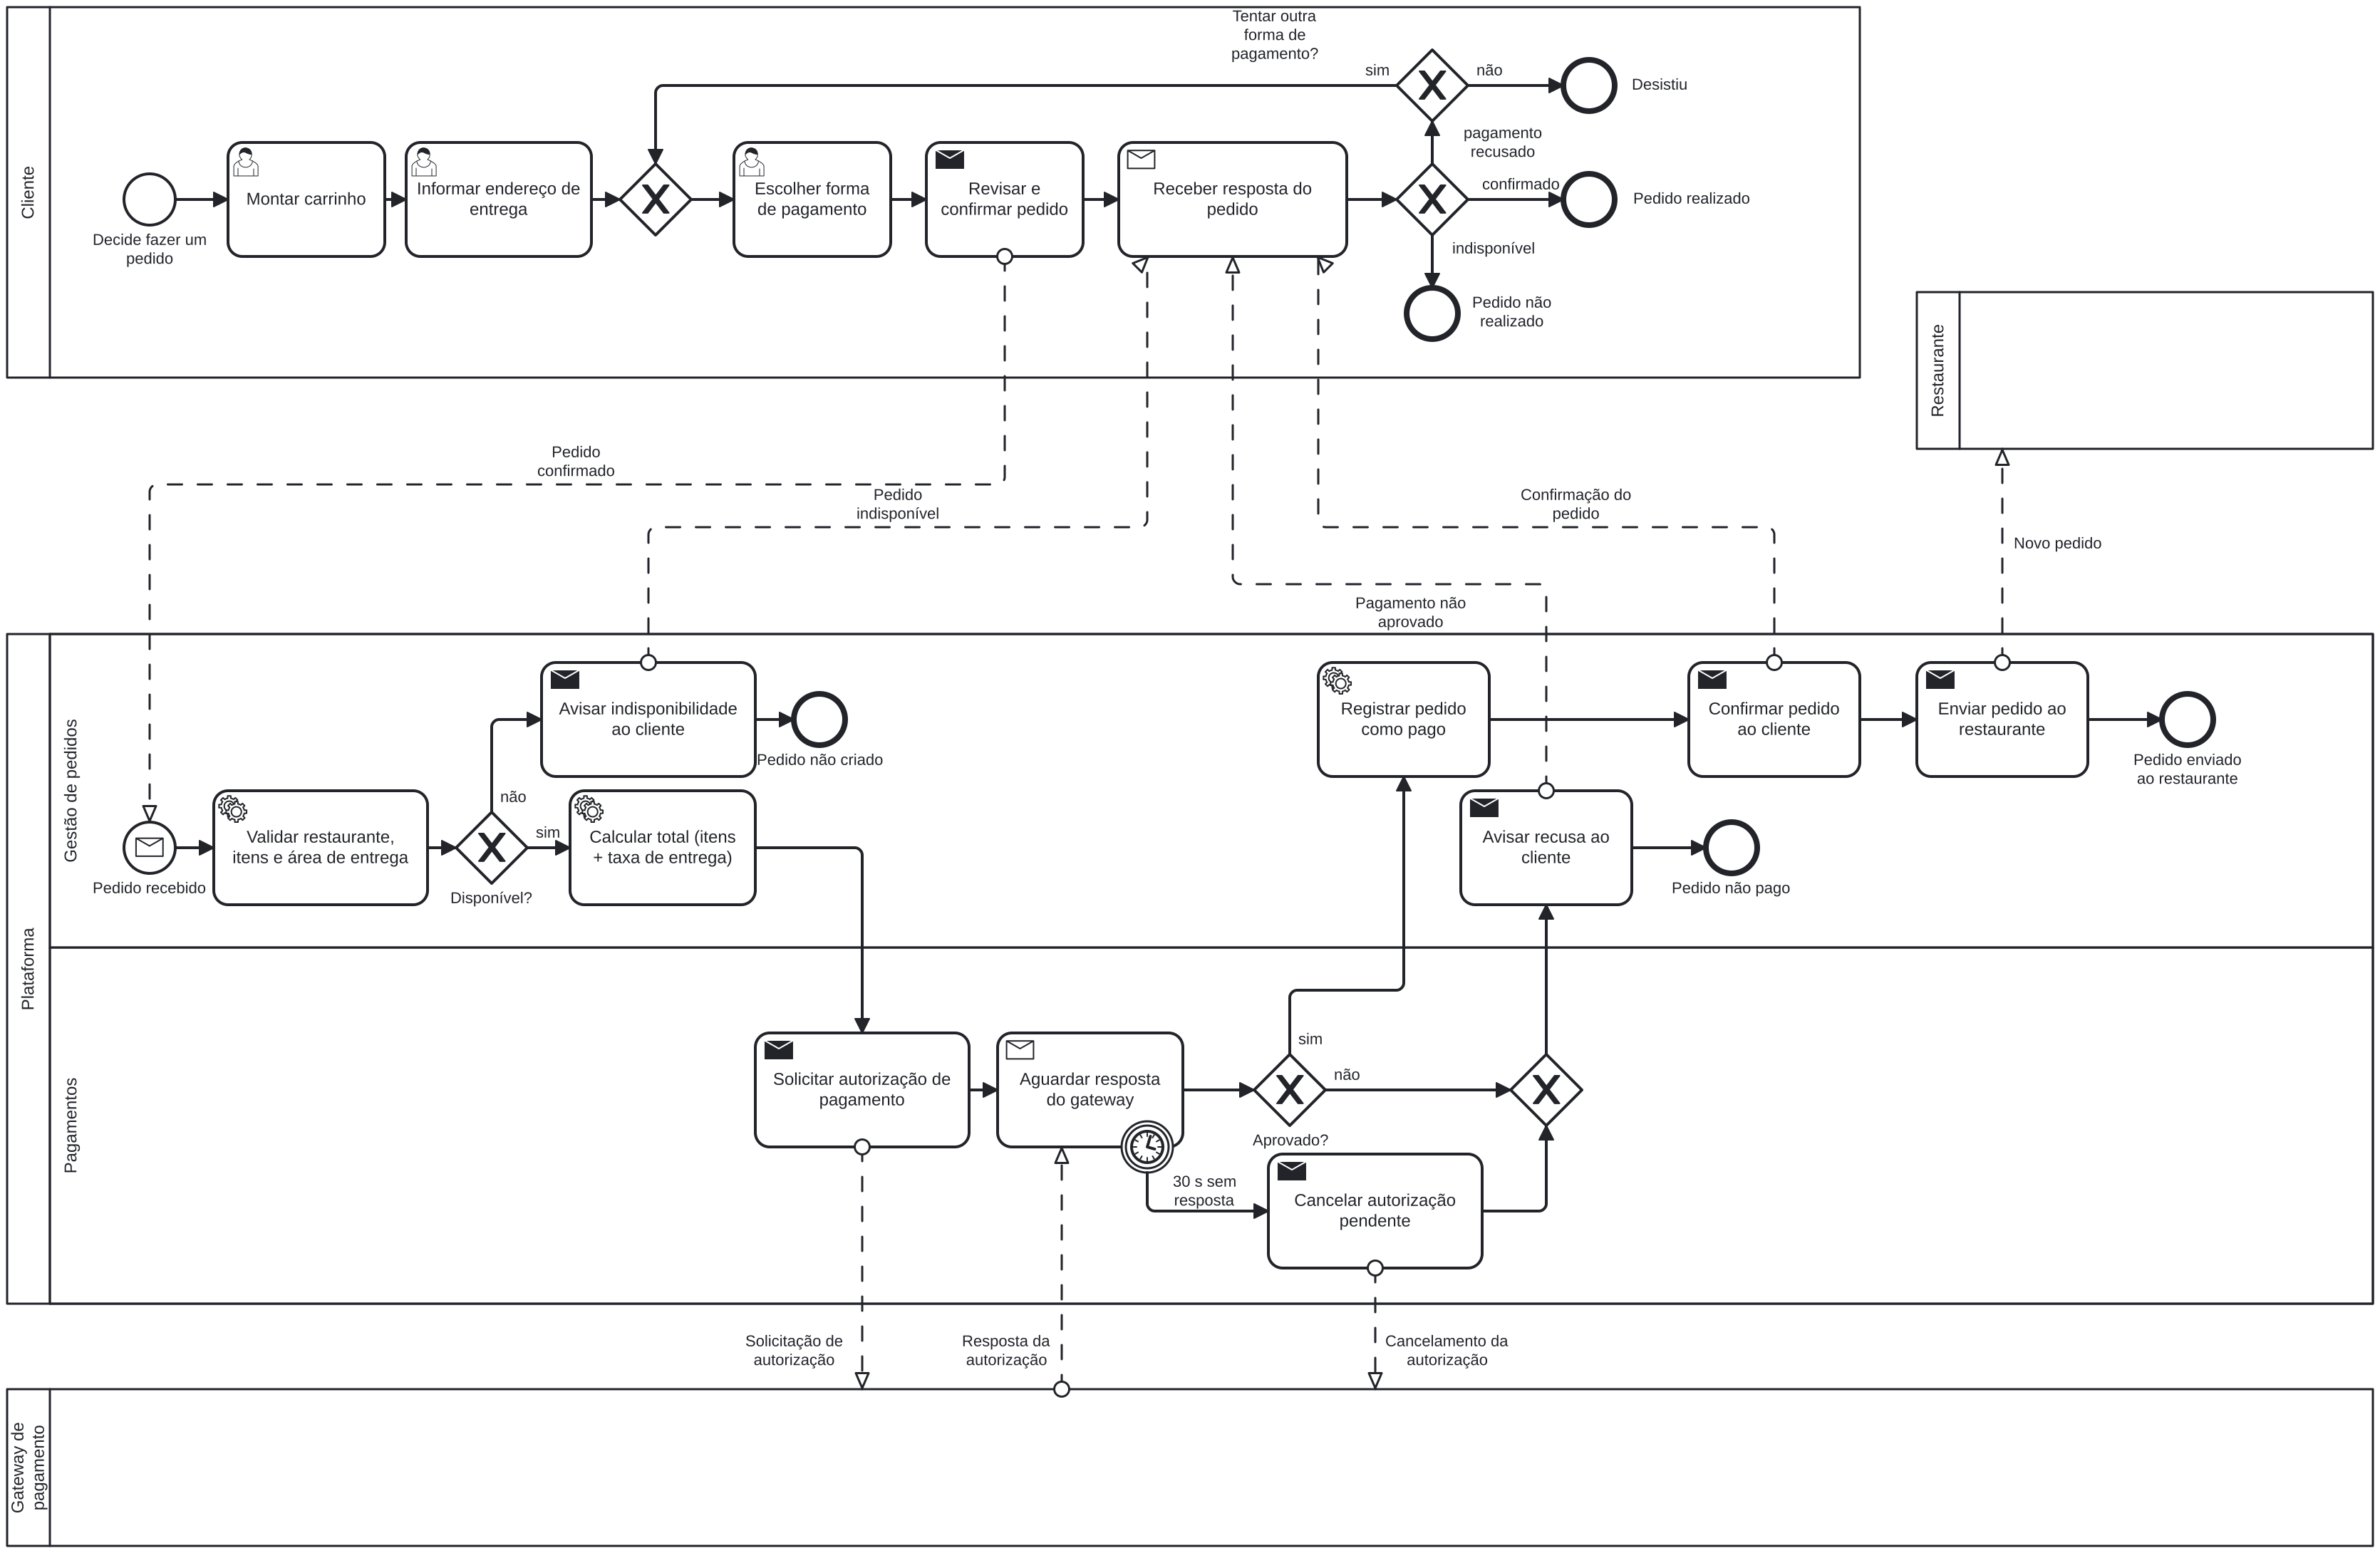 Cliente
Tentar outra
forma de
pagamento?
sim
não
Desistiu
pagamento
recusado
Decide fazer um
pedido
Montar carrinho
Informar endereço de
entrega
Escolher forma
de pagamento
Revisar e
confirmar pedido
Receber resposta do
pedido
confirmado
Pedido realizado
indisponível
Pedido não
realizado
Restaurante
Pedido
confirmado
Pedido
indisponível
Confirmação do
pedido
Novo pedido
Pagamento não
aprovado
Plataforma
Gestão de pedidos
Avisar indisponibilidade
ao cliente
Pedido não criado
Registrar pedido
como pago
Confirmar pedido
ao cliente
Enviar pedido ao
restaurante
Pedido enviado
ao restaurante
não
Pedido recebido
Validar restaurante,
itens e área de entrega
Disponível?
sim
Calcular total (itens
+ taxa de entrega)
Avisar recusa ao
cliente
Pedido não pago
Pagamentos
Solicitar autorização de
pagamento
Aguardar resposta
do gateway
sim
não
Aprovado?
30 s sem
resposta
Cancelar autorização
pendente
Solicitação de
autorização
Resposta da
autorização
Cancelamento da
autorização
Gateway de
pagamento